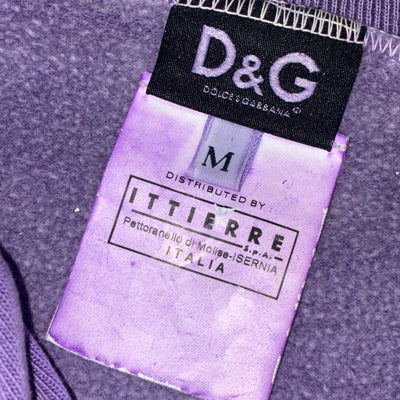 D&G
DOLCE&GABBANA®
M
DISTRIBUTED BY:
ITTIERRE
S.P.A.
Pettoranello di Molise-ISERNIA
ITALIA